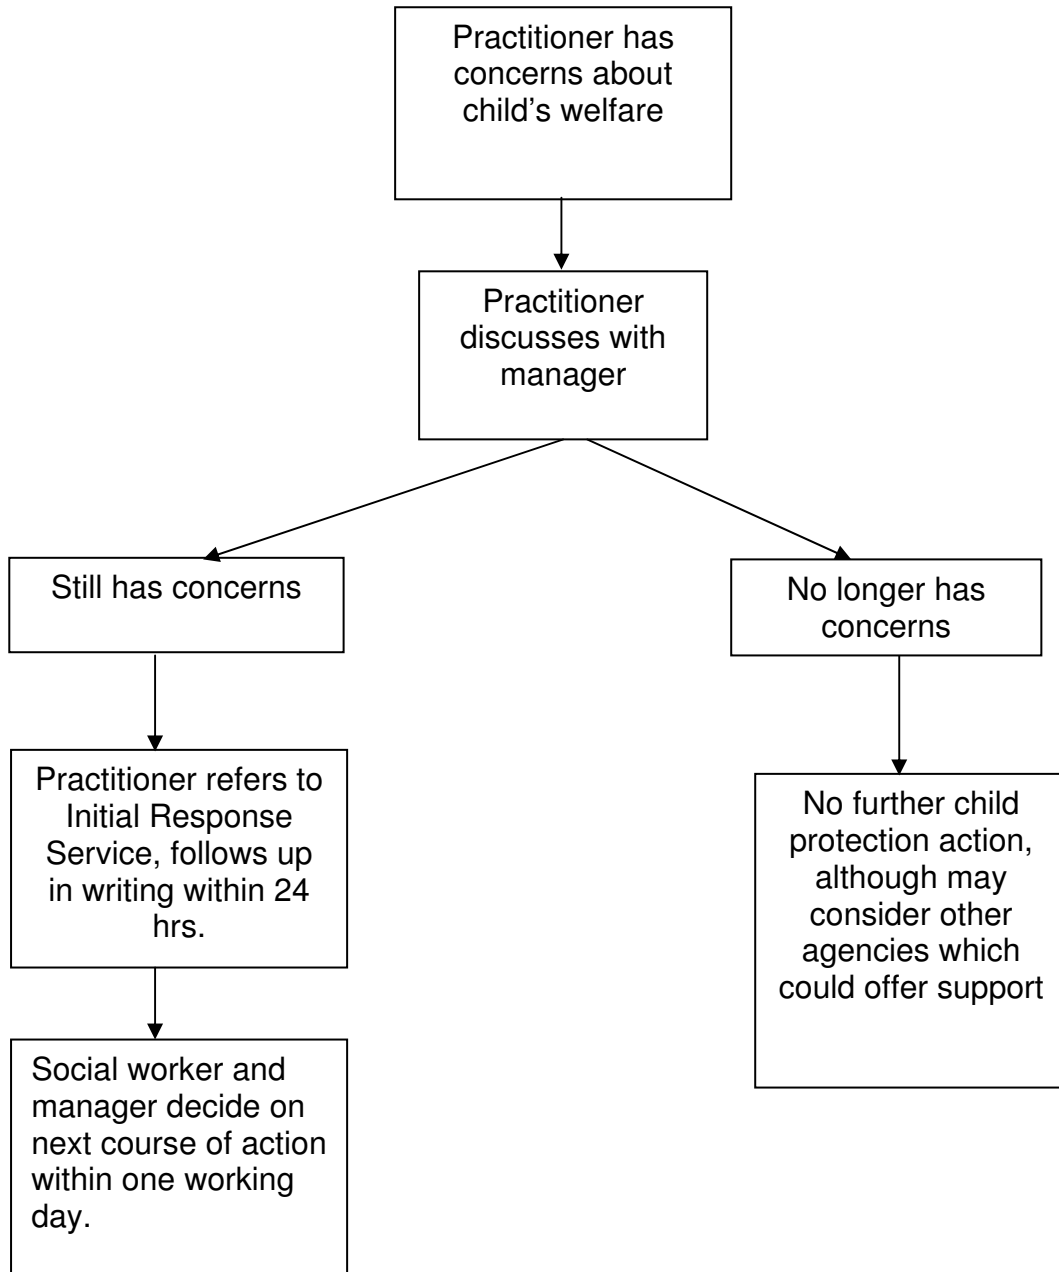 Practitioner has
concerns about
child's welfare
Practitioner
discusses with
manager
Still has concerns
No longer has
concerns
Practitioner refers to
Initial Response
Service, follows up
in writing within 24
hrs.
No further child
protection action,
although may
consider other
agencies which
could offer support
Social worker and
manager decide on
next course of action
within one working
day.